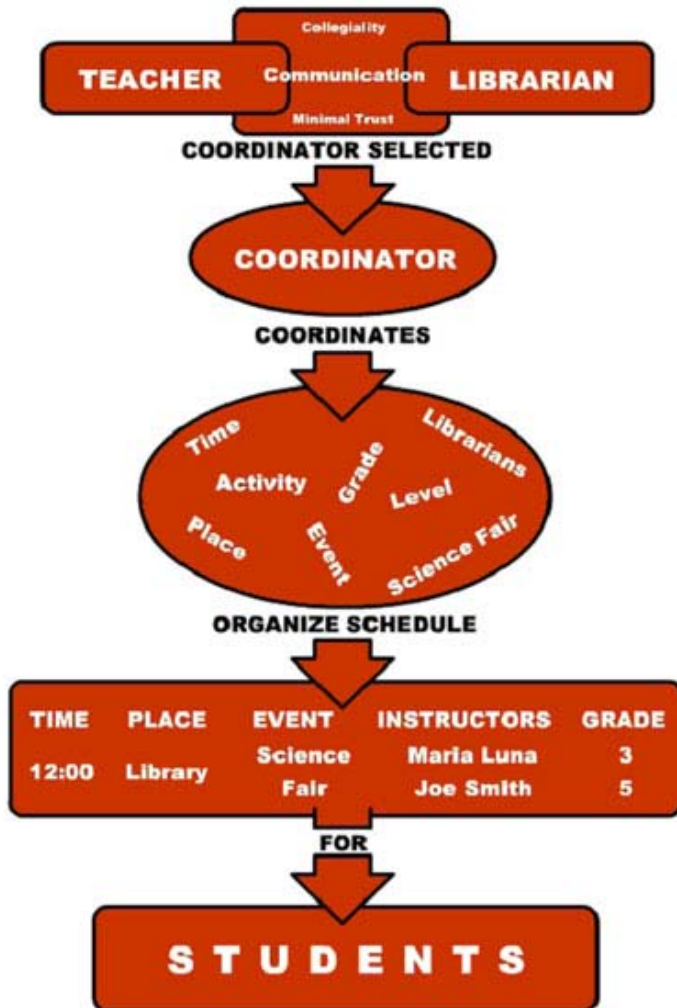 Collegiality
TEACHER Communication LIBRARIAN
Minimal Trust
COORDINATOR SELECTED
COORDINATOR
COORDINATES
Time
Librarians
Activity
Grade
Level
Place
Event
Science Fair
ORGANIZE SCHEDULE
TIME PLACE EVENT INSTRUCTORS GRADE
12:00 Library Science Maria Luna 3
Fair Joe Smith 5
FOR
STUDENTS